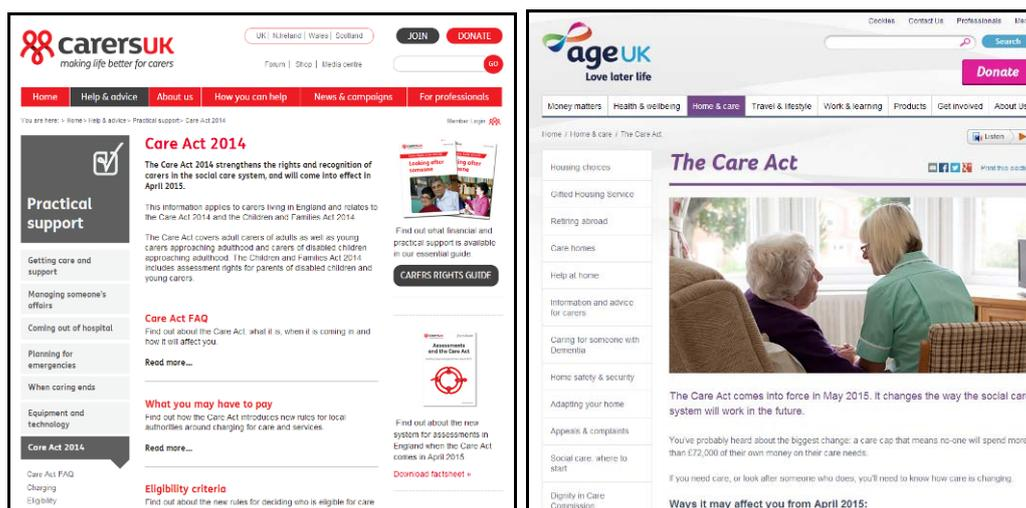 carersUK
making life better for carers
UK | N.Ireland | Wales | Scotland
JOIN
DONATE
Forum | Shop | Media centre
GO
Home
Help & advice
About us
How you can help
News & campaigns
For professionals
You are here: > Home > Help & advice > Practical support > Care Act 2014
Member Login
Practical
support
Getting care and
support
Managing someone's
affairs
Coming out of hospital
Planning for
emergencies
When caring ends
Equipment and
technology
Care Act 2014
Care Act FAQ
Charging
Eligibility
Care Act 2014
The Care Act 2014 strengthens the rights and recognition of
carers in the social care system, and will come into effect in
April 2015.
This information applies to carers living in England and relates to
the Care Act 2014 and the Children and Families Act 2014
The Care Act covers adult carers of adults as well as young
carers approaching adulthood and carers of disabled children
approaching adulthood. The Children and Families Act 2014
includes assessment rights for parents of disabled children and
young carers.
Care Act FAQ
Find out about the Care Act, what it is, when it is coming in and
how it will affect you.
Read more...
What you may have to pay
Find out how the Care Act introduces new rules for local
authorities around charging for care and services.
Read more...
Eligibility criteria
Find out about the new rules for deciding who is eligible for care
Looking after
someone
Find out what financial and
practical support is available
in our essential guide.
CARERS RIGHTS GUIDE
Assessments
and the Care Act
Find out about the new
system for assessments in
England when the Care Act
comes in April 2015
Download factsheet »
Cookies
Contact Us
Professionals
Search
age UK
Love later life
Donate
Money matters
Health & wellbeing
Home & care
Travel & lifestyle
Work & learning
Products
Get involved
About Us
Home / Home & care / The Care Act
Listen
Housing choices
Gifted Housing Service
Retiring abroad
Care homes
Help at home
Information and advice
for carers
Caring for someone with
Dementia
Home safety & security
Adapting your home
Appeals & complaints
Social care, where to
start
Dignity in Care
Commission
The Care Act
Print this
The Care Act comes into force in May 2015. It changes the way the social care
system will work in the future.
You've probably heard about the biggest change: a care cap that means no-one will spend more
than £72,000 of their own money on their care needs.
If you need care, or look after someone who does, you'll need to know how care is changing.
Ways it may affect you from April 2015: